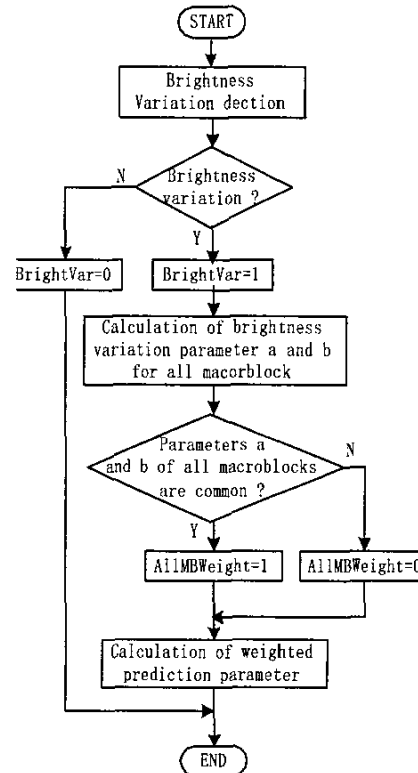 START
Brightness
Variation dection
Brightness
variation ?
N
Y
BrightVar=0
BrightVar=1
Calculation of brightness
variation parameter a and b
for all macorblock
Parameters a
and b of all macroblocks
are common ?
N
Y
AllMBWeight=1
AllMBWeight=0
Calculation of weighted
prediction parameter
END